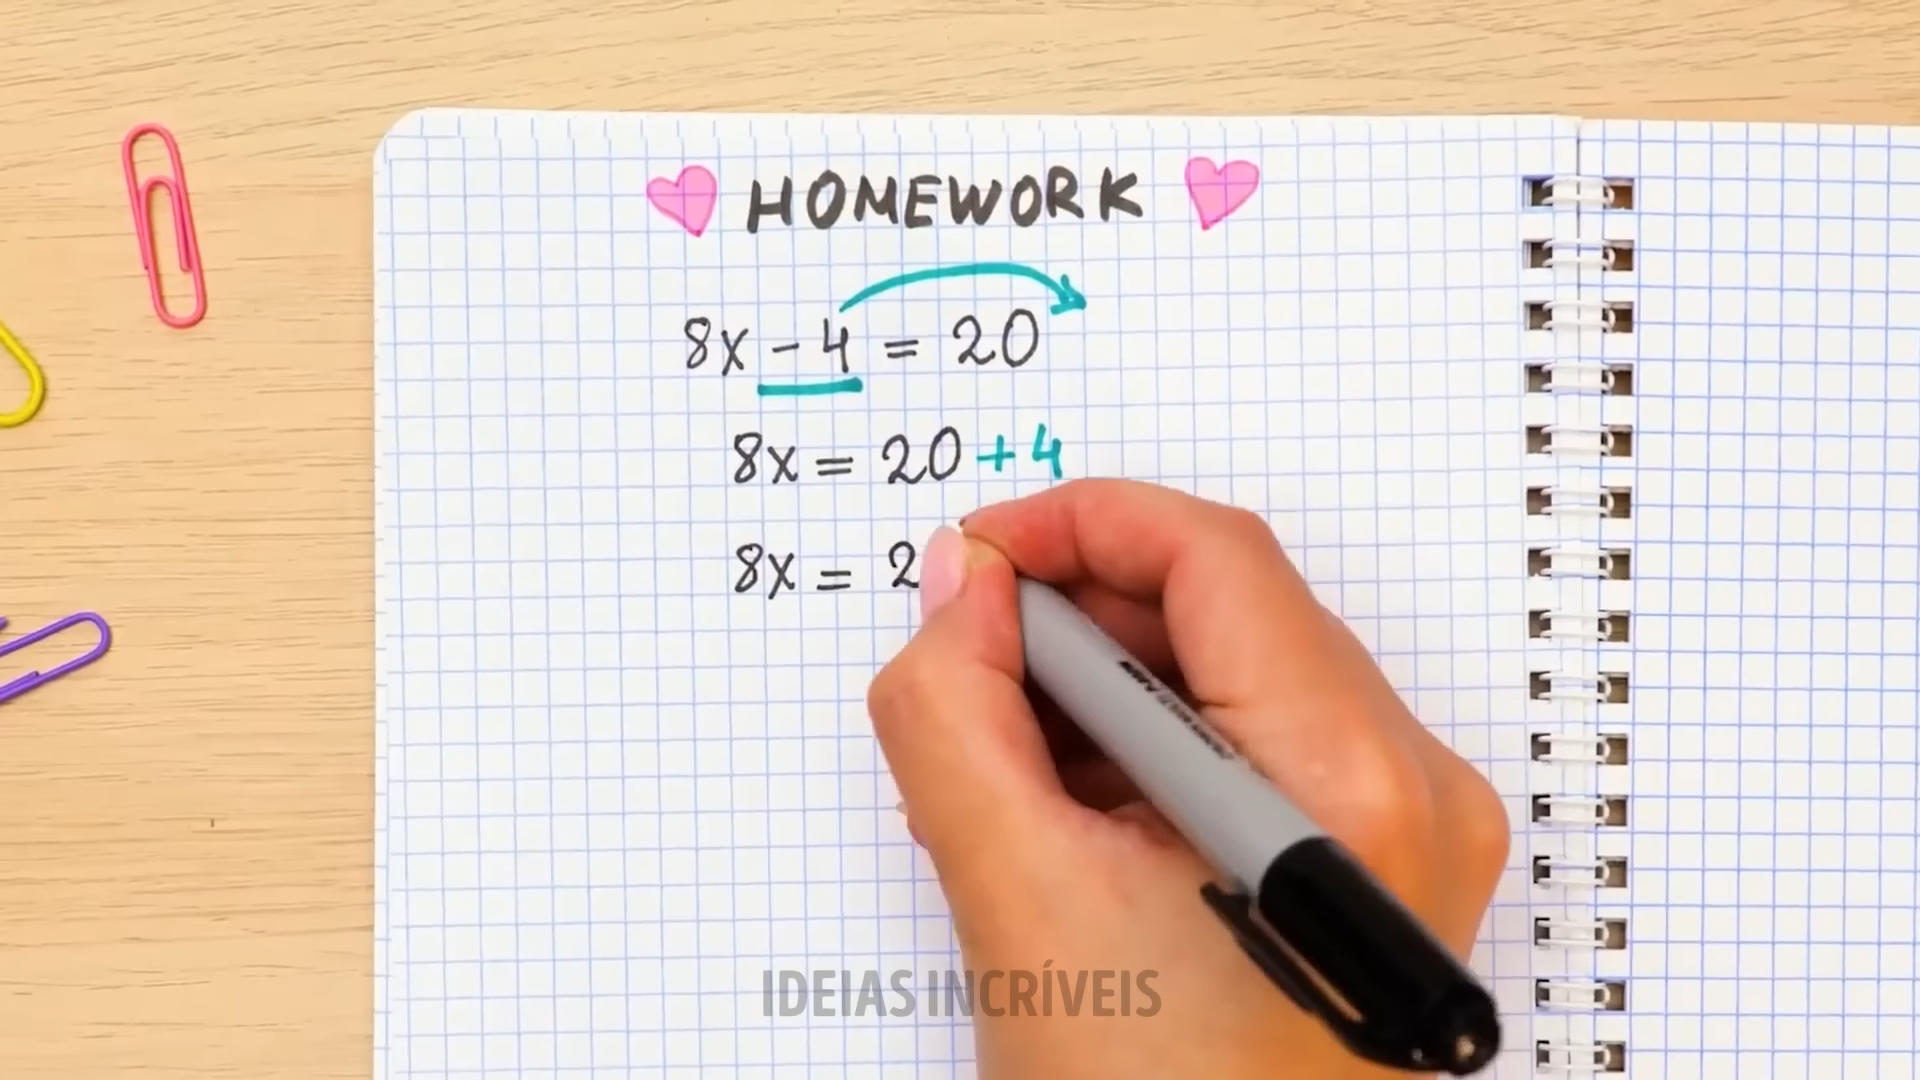 HOMEWORK
8x - 4 = 20
8x = 20 + 4
8x = 2
IDEIAS INCRÍVEIS